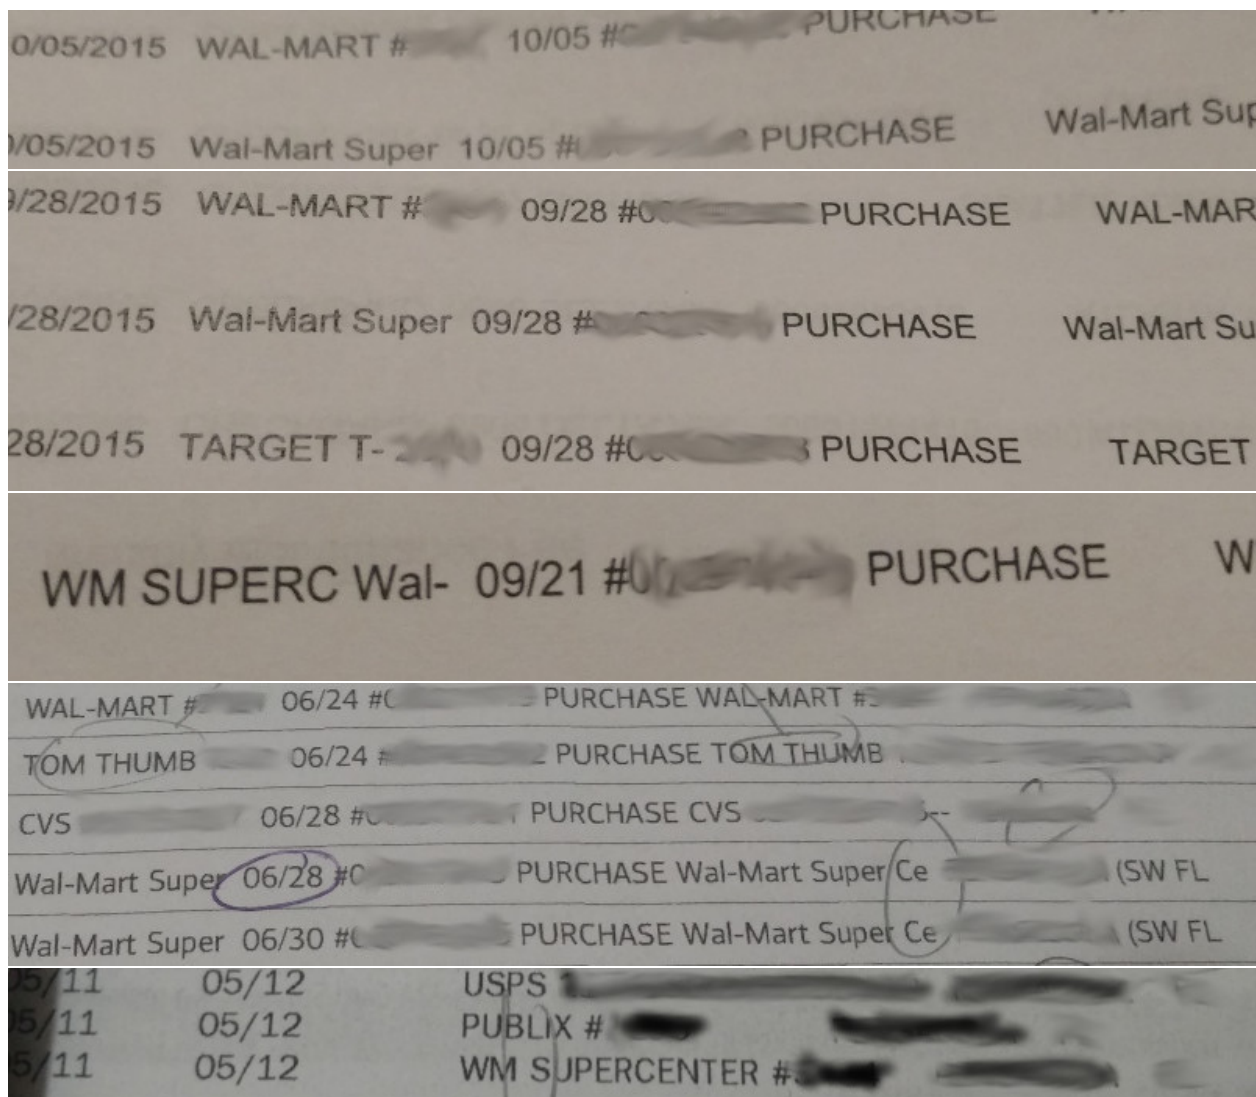 0/05/2015 WAL-MART # 10/05 # PURCHASE
/05/2015 Wal-Mart Super 10/05 # PURCHASE Wal-Mart Sup
/28/2015 WAL-MART # 09/28 #0 PURCHASE WAL-MAR
/28/2015 Wal-Mart Super 09/28 # PURCHASE Wal-Mart Su
28/2015 TARGET T- 09/28 #0 PURCHASE TARGET
WM SUPERC Wal- 09/21 #0 PURCHASE W
WAL-MART # 06/24 # PURCHASE WAL-MART #
TOM THUMB 06/24 # PURCHASE TOM THUMB
CVS 06/28 # PURCHASE CVS --
Wal-Mart Super 06/28 #0 PURCHASE Wal-Mart Super Ce (SW FL
Wal-Mart Super 06/30 # PURCHASE Wal-Mart Super Ce (SW FL
05/11 05/12 USPS
5/11 05/12 PUBLIX #
5/11 05/12 WM SUPERCENTER #